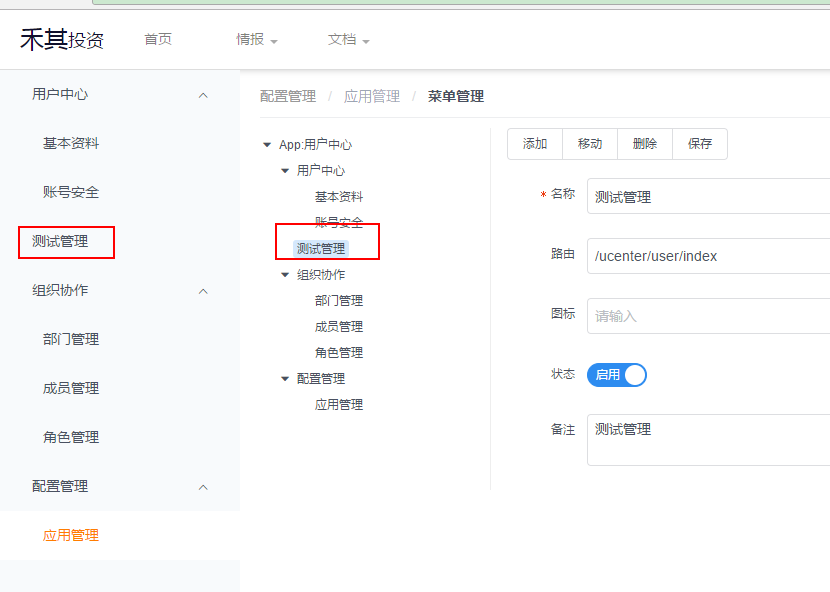 禾其投资 首页 情报 文档
用户中心
基本资料
账号安全
测试管理
组织协作
部门管理
成员管理
角色管理
配置管理
应用管理
配置管理 / 应用管理 / 菜单管理
App:用户中心
用户中心
基本资料
账号安全
测试管理
组织协作
部门管理
成员管理
角色管理
配置管理
应用管理
添加 移动 删除 保存
* 名称 测试管理
路由 /ucenter/user/index
图标 请输入
状态 启用
备注 测试管理